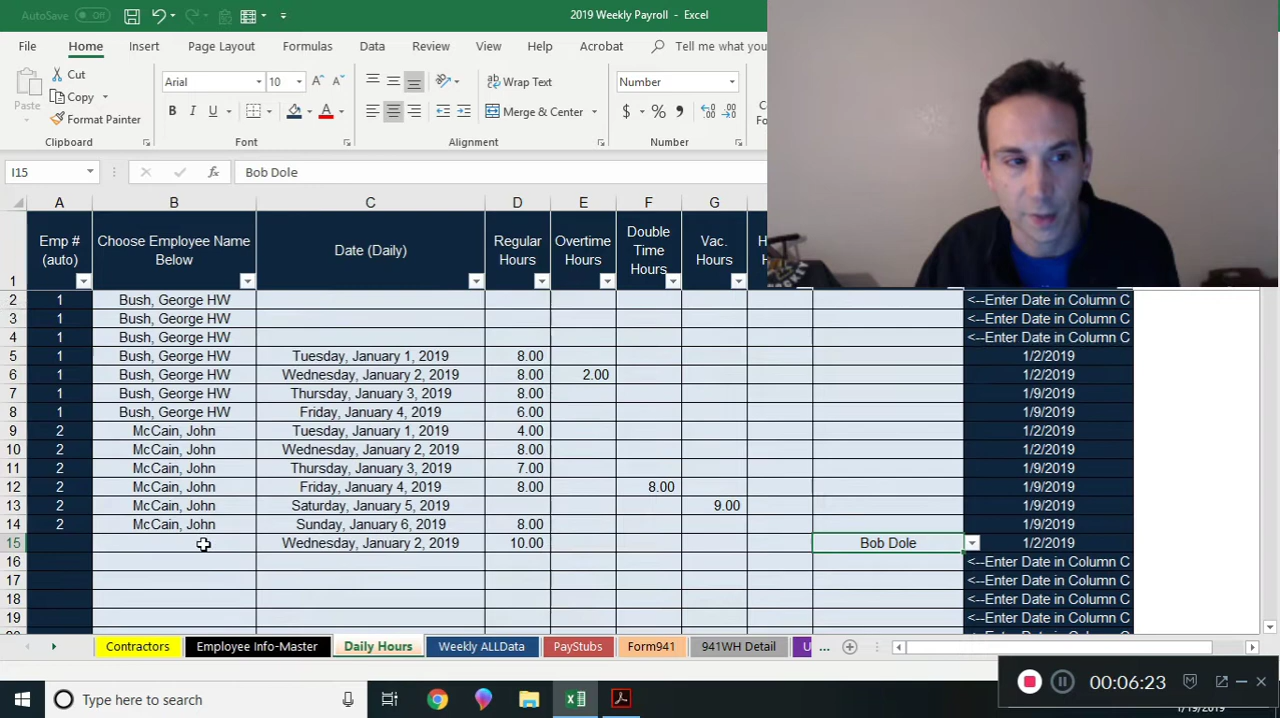 AutoSave Off 2019 Weekly Payroll - Excel
File Home Insert Page Layout Formulas Data Review View Help Acrobat Tell me what you
Paste Cut Arial 10 ab Wrap Text Number
Copy B I U Merge & Center $ % ,
Format Painter
Clipboard Font Alignment Number
I15 fx Bob Dole
A B C D E F G
1 Emp # (auto) Choose Employee Name Below Date (Daily) Regular Hours Overtime Hours Double Time Hours Vac. Hours
2 1 Bush, George HW <--Enter Date in Column C
3 1 Bush, George HW <--Enter Date in Column C
4 1 Bush, George HW <--Enter Date in Column C
5 1 Bush, George HW Tuesday, January 1, 2019 8.00 1/2/2019
6 1 Bush, George HW Wednesday, January 2, 2019 8.00 2.00 1/2/2019
7 1 Bush, George HW Thursday, January 3, 2019 8.00 1/9/2019
8 1 Bush, George HW Friday, January 4, 2019 6.00 1/9/2019
9 2 McCain, John Tuesday, January 1, 2019 4.00 1/2/2019
10 2 McCain, John Wednesday, January 2, 2019 8.00 1/2/2019
11 2 McCain, John Thursday, January 3, 2019 7.00 1/9/2019
12 2 McCain, John Friday, January 4, 2019 8.00 8.00 1/9/2019
13 2 McCain, John Saturday, January 5, 2019 9.00 1/9/2019
14 2 McCain, John Sunday, January 6, 2019 8.00 1/9/2019
15 Wednesday, January 2, 2019 10.00 Bob Dole 1/2/2019
16 <--Enter Date in Column C
17 <--Enter Date in Column C
18 <--Enter Date in Column C
19 <--Enter Date in Column C
Contractors Employee Info-Master Daily Hours Weekly ALLData PayStubs Form941 941WH Detail U ...
Type here to search 00:06:23
1/19/2019